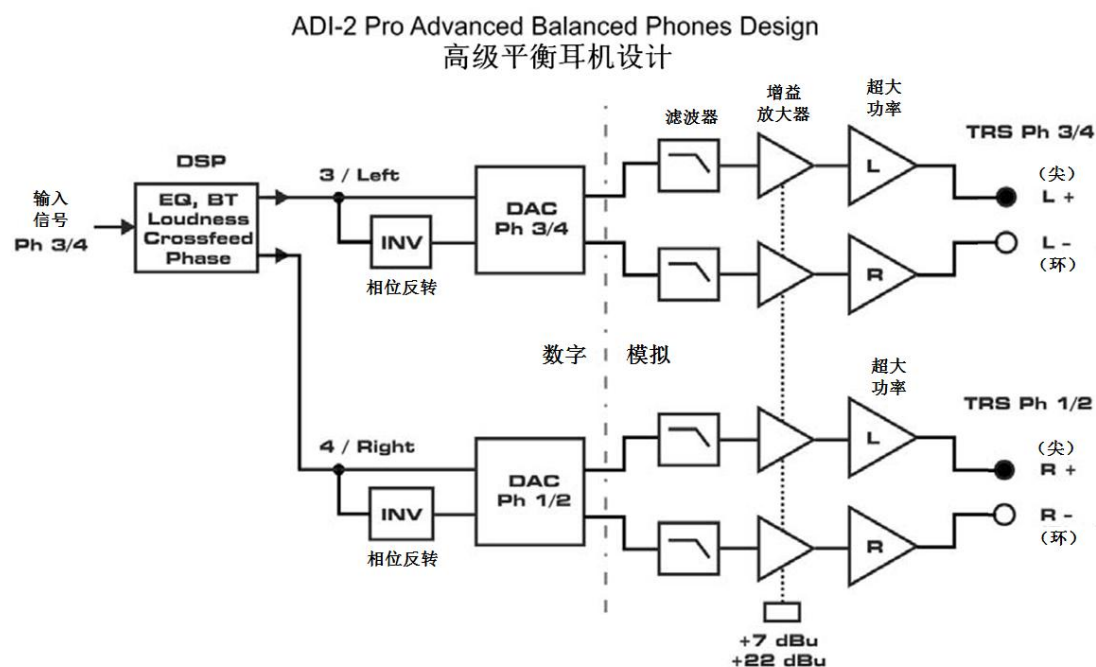 ADI-2 Pro Advanced Balanced Phones Design
高级平衡耳机设计
输入
信号
Ph 3/4
DSP
EQ, BT
Loudness
Crossfeed
Phase
3 / Left
INV
相位反转
DAC
Ph 3/4
滤波器
增益
放大器
超大
功率
L
R
TRS Ph 3/4
（尖）
L +
L -
（环）
数字
模拟
4 / Right
INV
相位反转
DAC
Ph 1/2
超大
功率
L
R
TRS Ph 1/2
（尖）
R +
R -
（环）
+7 dBu
+22 dBu